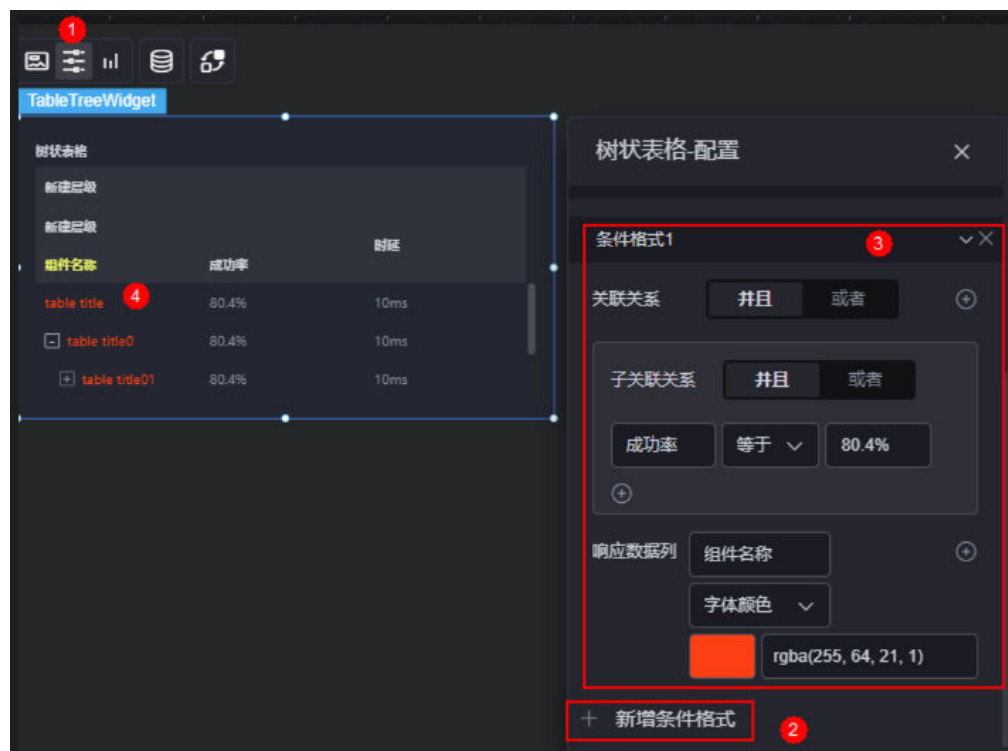 1
TableTreeWidget
树状表格
新建层级
新建层级
时延
组件名称 成功率
table title 4 80.4% 10ms
table title0 80.4% 10ms
table title01 80.4% 10ms
树状表格-配置
条件格式1 3
关联关系 并且 或者
子关联关系 并且 或者
成功率 等于 80.4%
响应数据列 组件名称
字体颜色
rgba(255, 64, 21, 1)
新增条件格式 2